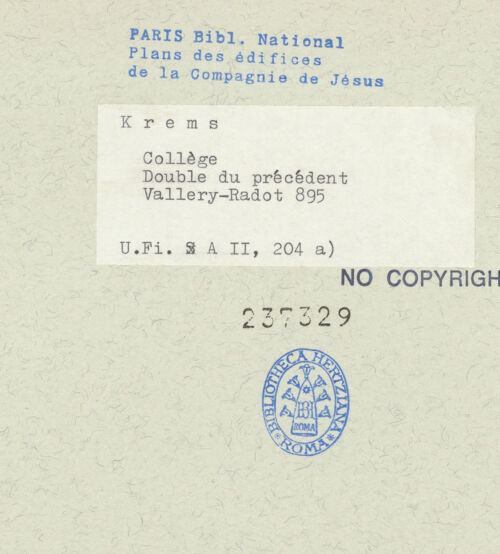 PARIS Bibl. National
Plans des édifices
de la Compagnie de Jésus
Krems
Collège
Double du précédent
Vallery-Radot 895
U.Fi. A II, 204 a)
NO COPYRIGH
237329
BIBLIOTHECA HERTZIANA
ROMA
ROMA